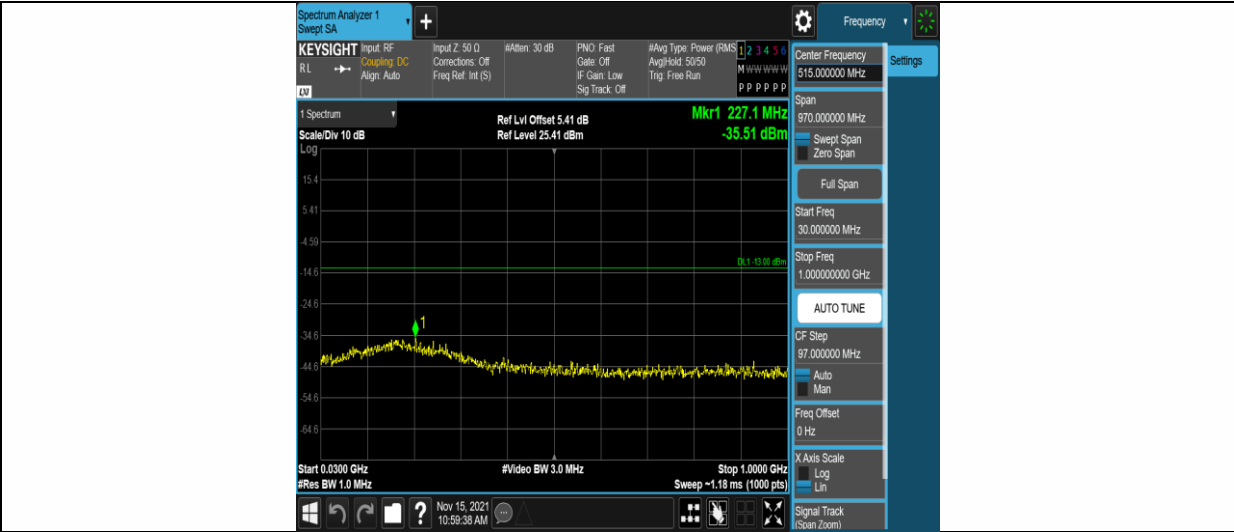 Spectrum Analyzer 1
Swept SA
+
Frequency
KEYSIGHT
RL
LXI
Input: RF
Coupling: DC
Align: Auto
Input Z: 50 Ω
Corrections: Off
Freq Ref: Int (S)
#Atten: 30 dB
PNO: Fast
Gate: Off
IF Gain: Low
Sig Track: Off
#Avg Type: Power (RMS
Avg|Hold: 50/50
Trig: Free Run
1 2 3 4 5 6
M W W W W W
P P P P P P
1 Spectrum
Scale/Div 10 dB
Log
Ref Lvl Offset 5.41 dB
Ref Level 25.41 dBm
Mkr1 227.1 MHz
-35.51 dBm
15.4
5.41
-4.59
DL1 -13.00 dBm
-14.6
-24.6
1
-34.6
-44.6
-54.6
-64.6
Start 0.0300 GHz
#Video BW 3.0 MHz
Stop 1.0000 GHz
#Res BW 1.0 MHz
Sweep ~1.18 ms (1000 pts)
?
Nov 15, 2021
10:59:38 AM
Center Frequency
515.000000 MHz
Settings
Span
970.000000 MHz
Swept Span
Zero Span
Full Span
Start Freq
30.000000 MHz
Stop Freq
1.000000000 GHz
AUTO TUNE
CF Step
97.000000 MHz
Auto
Man
Freq Offset
0 Hz
X Axis Scale
Log
Lin
Signal Track
(Span Zoom)